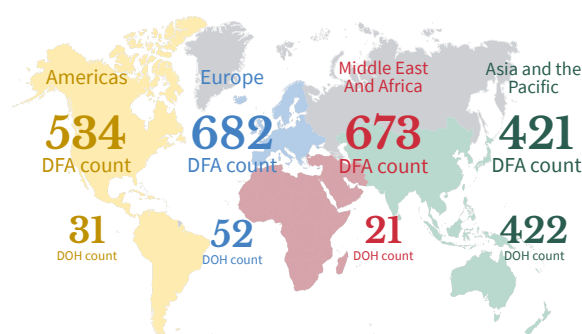 Americas
534
DFA count
31
DOH count
Europe
682
DFA count
52
DOH count
Middle East
And Africa
673
DFA count
21
DOH count
Asia and the
Pacific
421
DFA count
422
DOH count